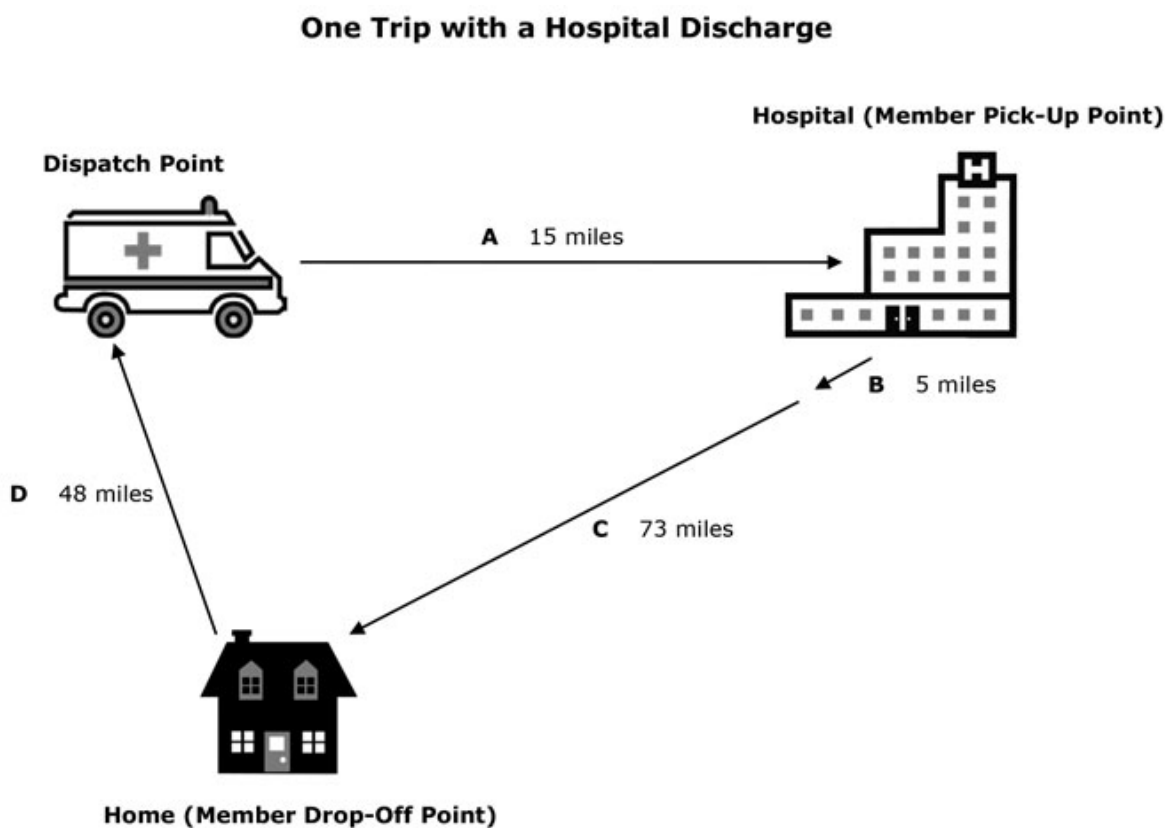 One Trip with a Hospital Discharge
Hospital (Member Pick-Up Point)
Dispatch Point
H
A 15 miles
B 5 miles
D 48 miles
C 73 miles
Home (Member Drop-Off Point)